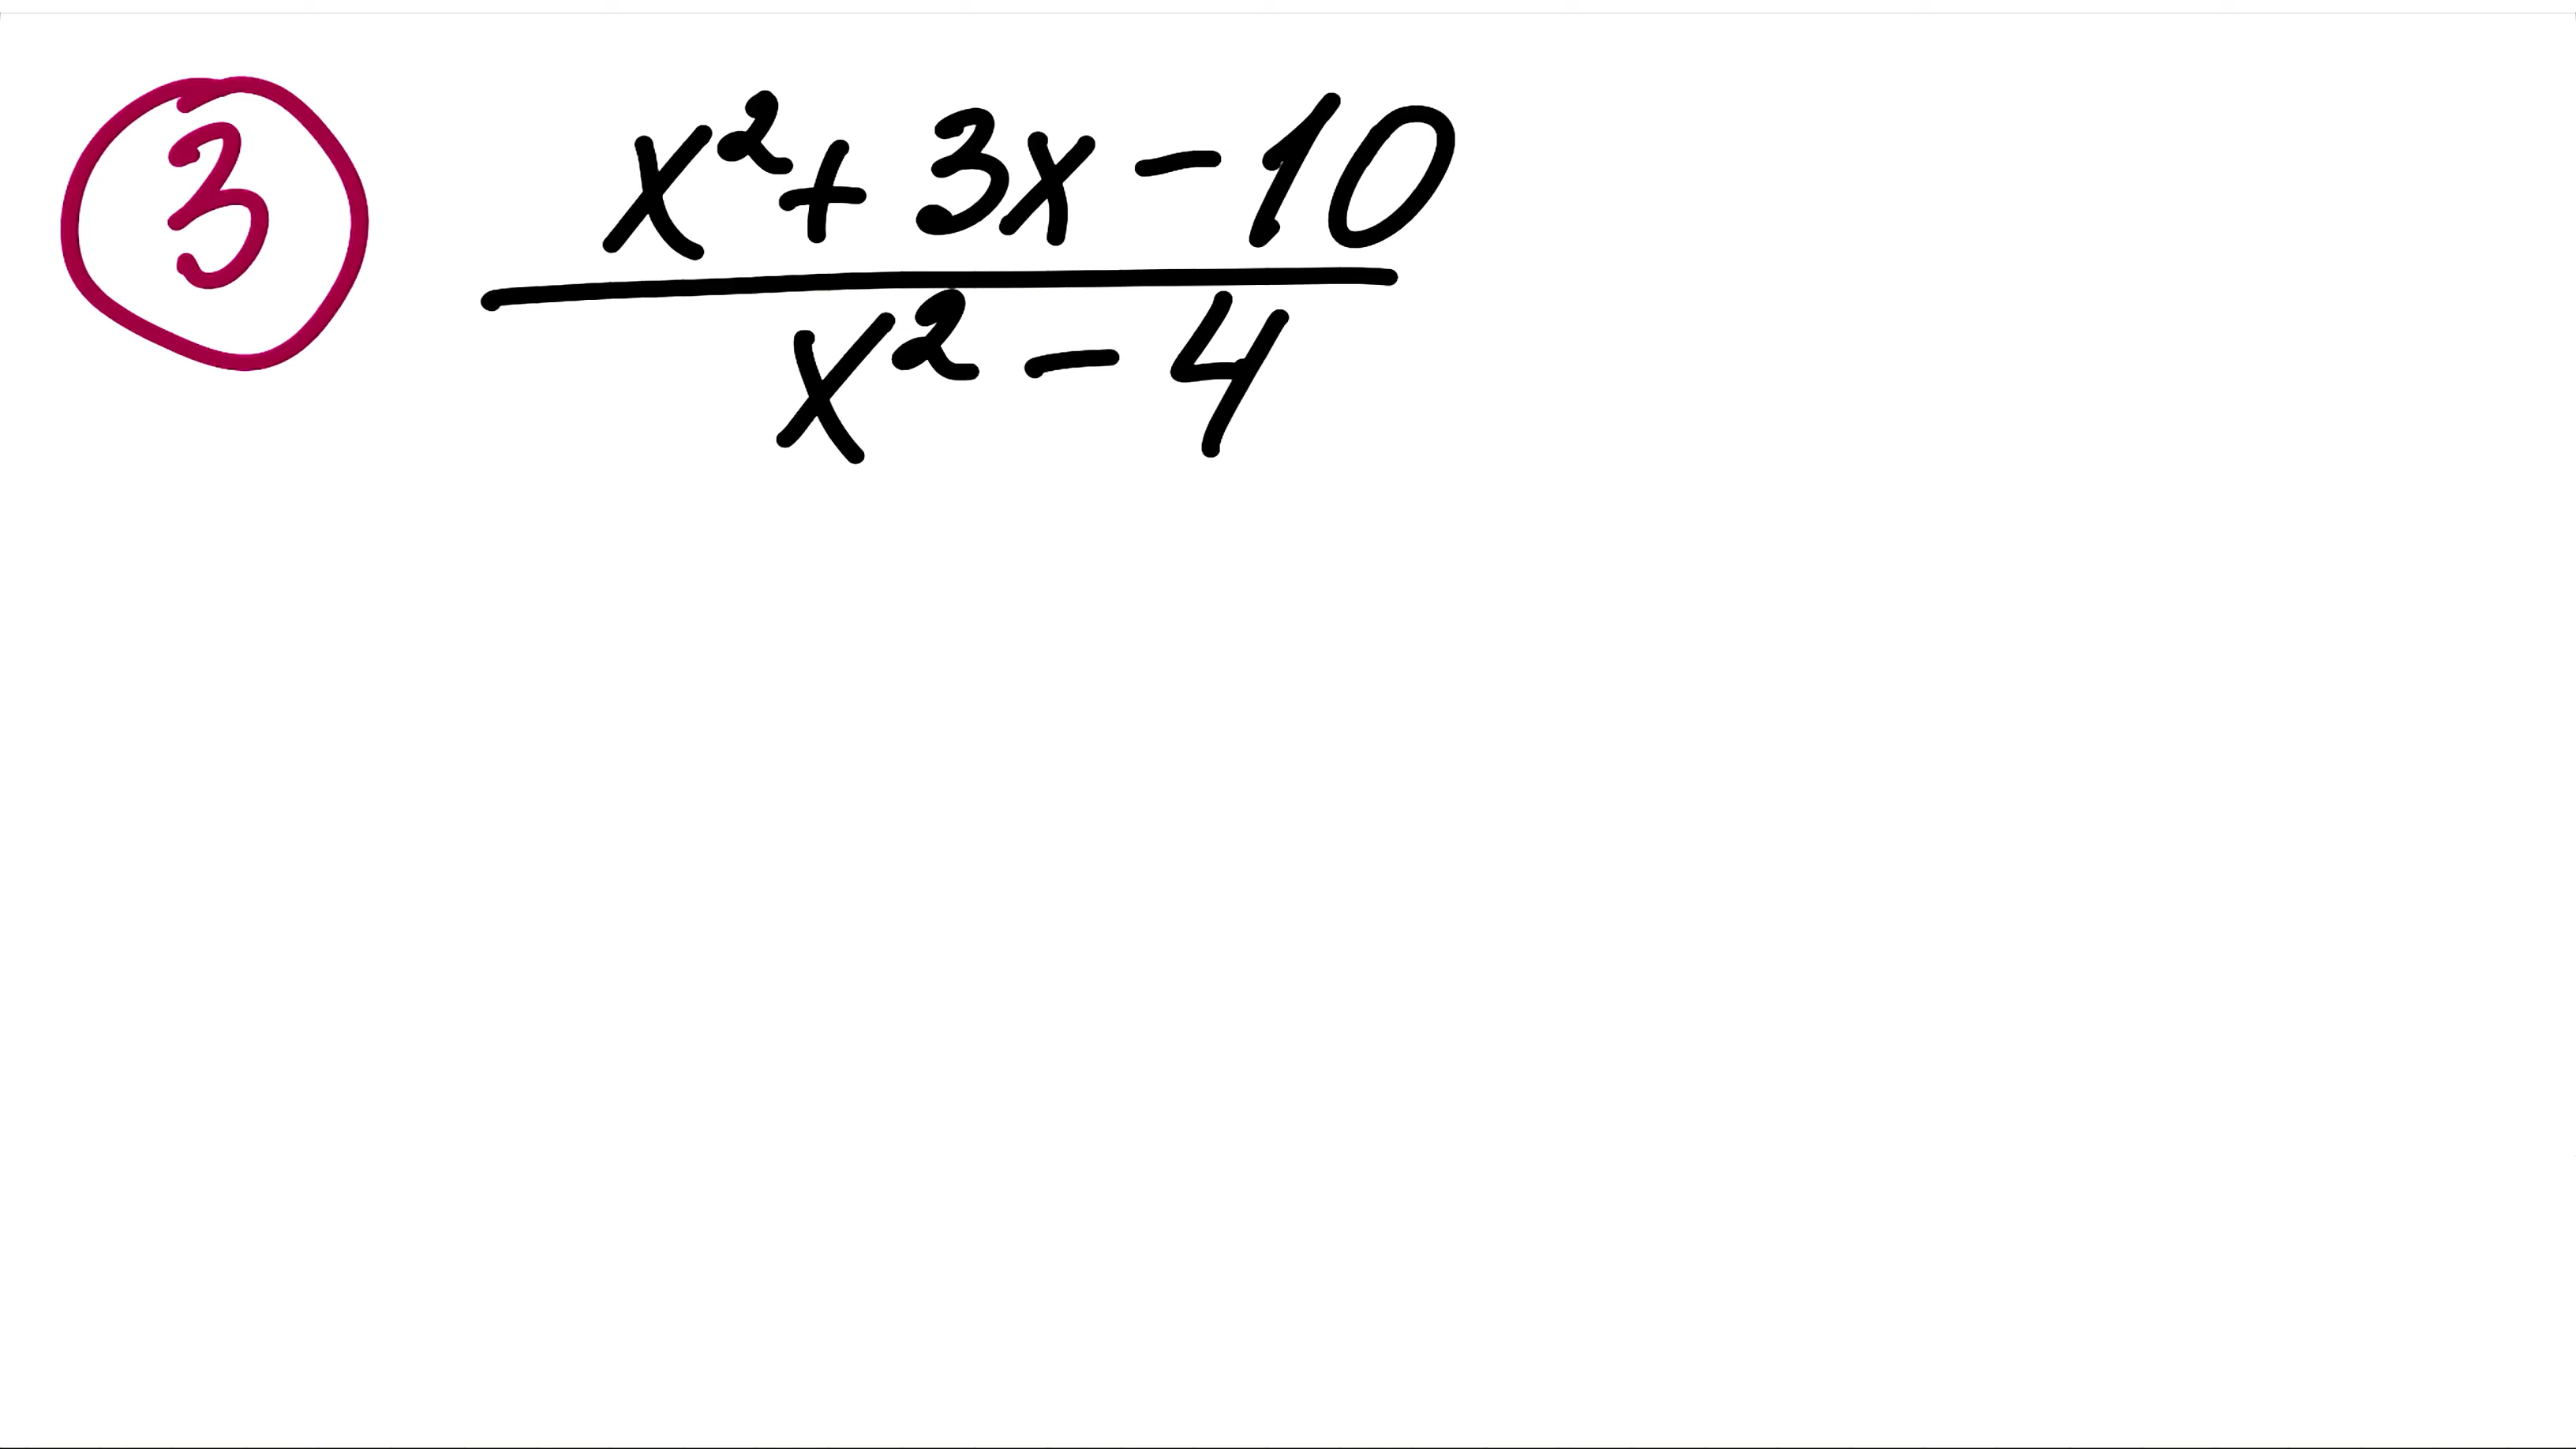 3
x² + 3x - 10
x² - 4